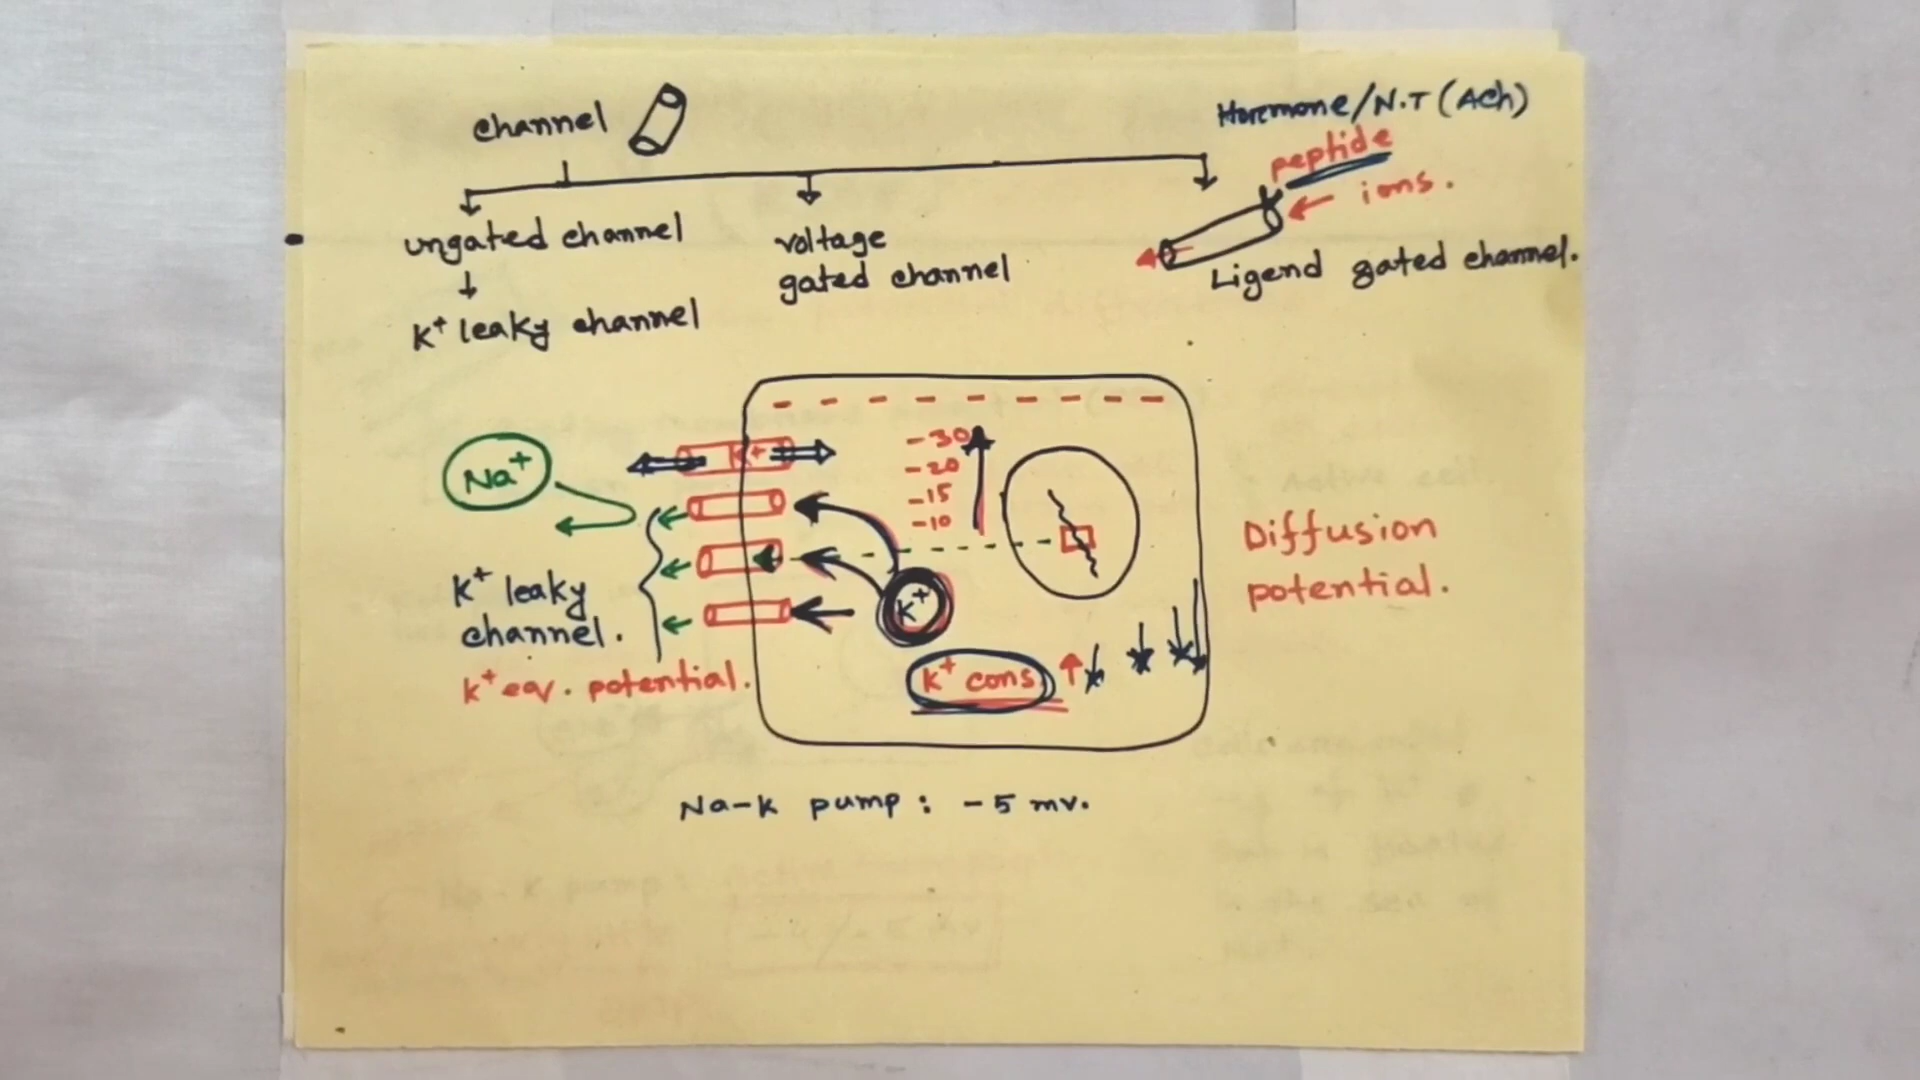 channel
Hormone/N.T (ACh)
peptide
ions.
ungated channel
voltage
gated channel
Ligend gated channel.
K+ leaky channel
Na+
K+
-30
-20
-15
-10
K+
K+ leaky
channel.
K+ eqv. potential.
K+ cons
Diffusion
potential.
Na-K pump: -5 mv.